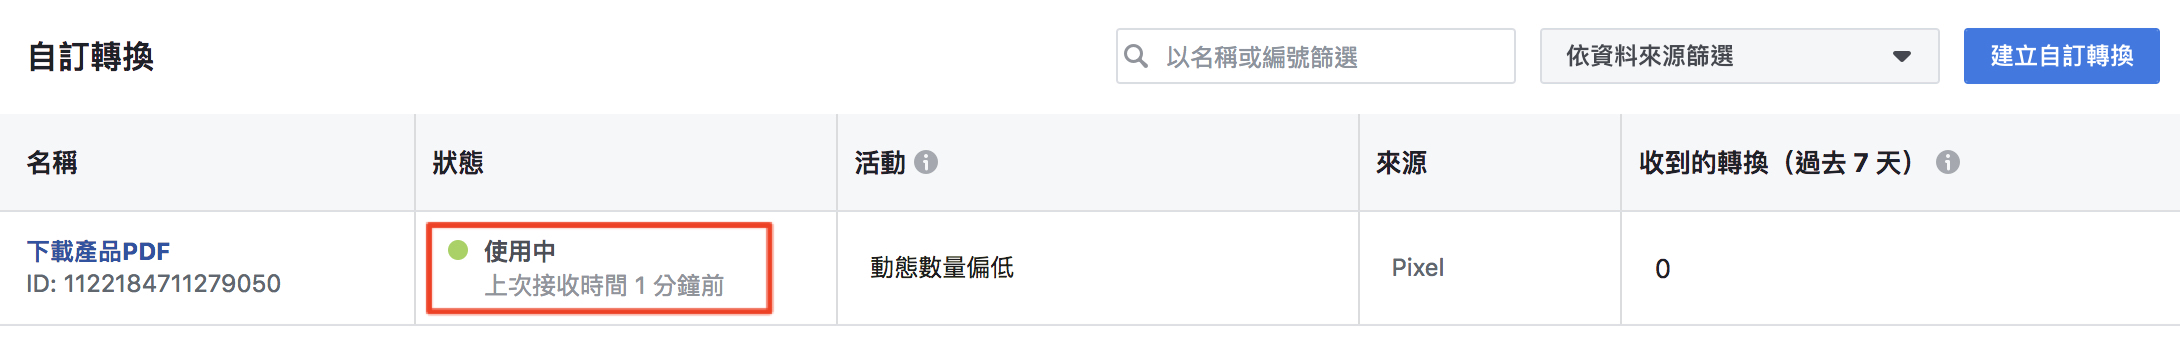 自訂轉換
以名稱或編號篩選
依資料來源篩選
建立自訂轉換
名稱
狀態
活動
來源
收到的轉換（過去 7 天）
下載產品PDF
ID: 1122184711279050
使用中
上次接收時間 1 分鐘前
動態數量偏低
Pixel
0